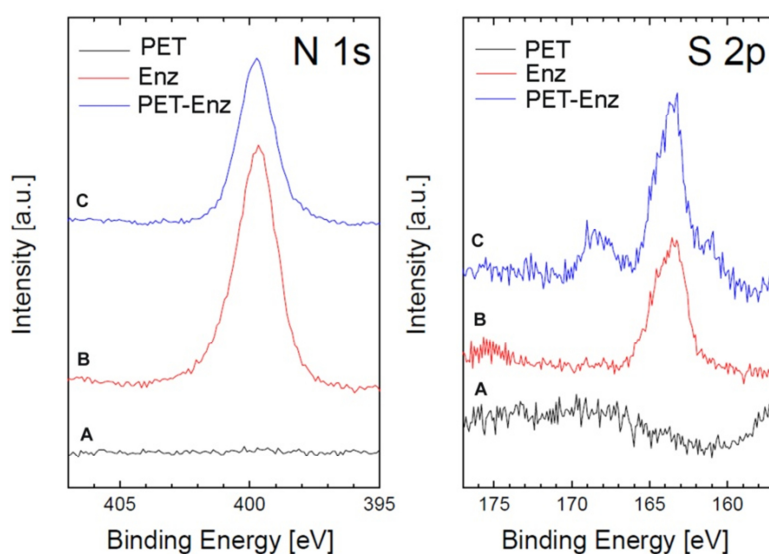 PET
Enz
PET-Enz
N 1s
C
B
A
Intensity [a.u.]
405 400 395
Binding Energy [eV]
PET
Enz
PET-Enz
S 2p
C
B
A
Intensity [a.u.]
175 170 165 160
Binding Energy [eV]